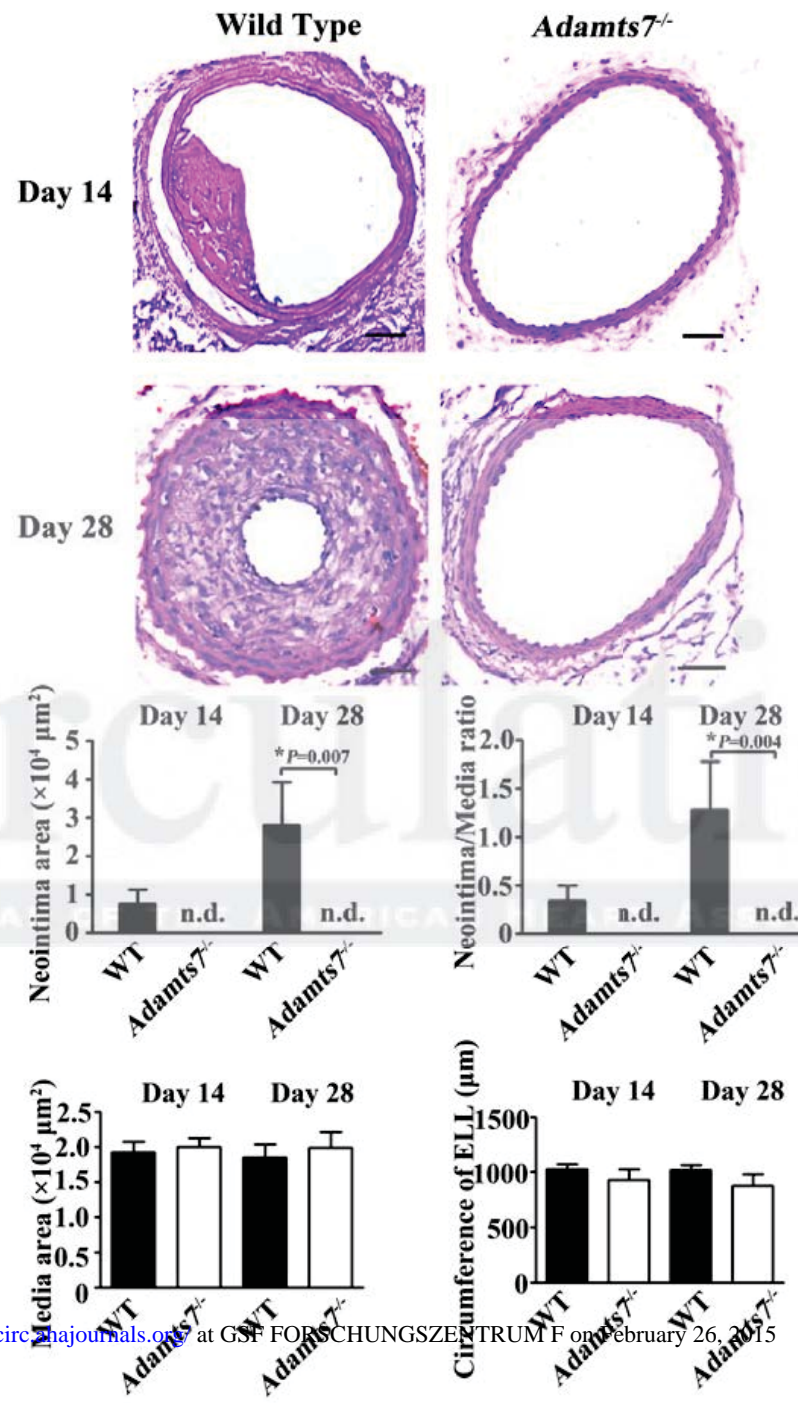 Wild Type Adamts7-/-
Day 14
Day 28
Day 14 Day 28
Neointima area (×10⁴ μm²)
5
4
3
2
1
0
*P=0.007
n.d. n.d.
WT Adamts7-/- WT Adamts7-/-
Day 14 Day 28
Neointima/Media ratio
2.0
1.5
1.0
0.5
0
*P=0.004
n.d. n.d.
WT Adamts7-/- WT Adamts7-/-
Day 14 Day 28
Media area (×10⁴ μm²)
2.5
2.0
1.5
1.0
0.5
0
WT Adamts7-/- WT Adamts7-/-
Day 14 Day 28
Circumference of ELL (μm)
1500
1000
500
0
WT Adamts7-/- WT Adamts7-/-
circ.ahajournals.org/ at GSF FORSCHUNGSZENTRUM F on February 26, 2015